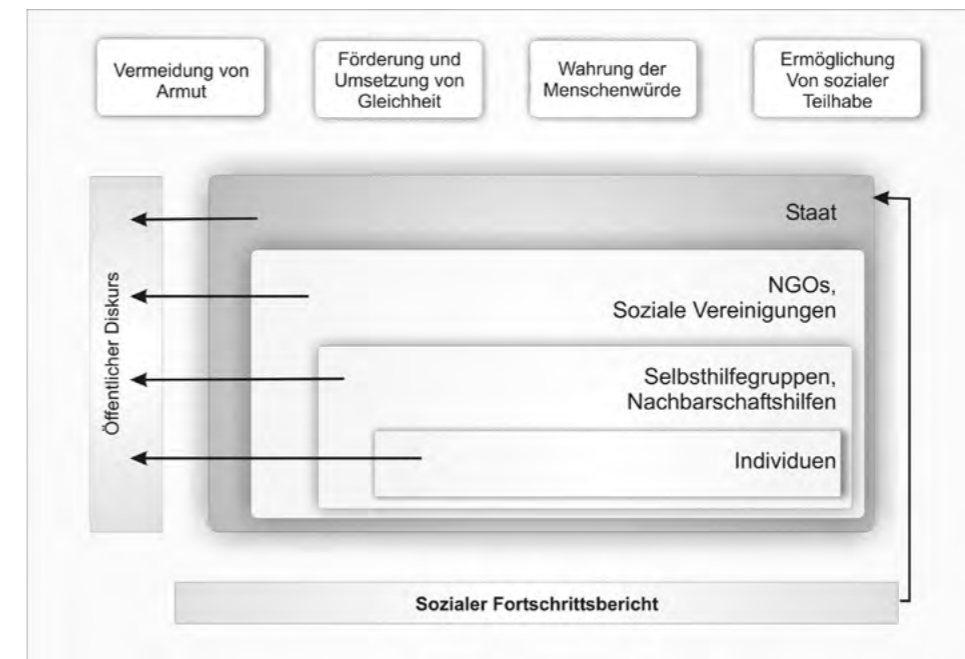 Vermeidung von
Armut
Förderung und
Umsetzung von
Gleichheit
Wahrung der
Menschenwürde
Ermöglichung
Von sozialer
Teilhabe
Öffentlicher Diskurs
Staat
NGOs,
Soziale Vereinigungen
Selbsthilfegruppen,
Nachbarschaftshilfen
Individuen
Sozialer Fortschrittsbericht